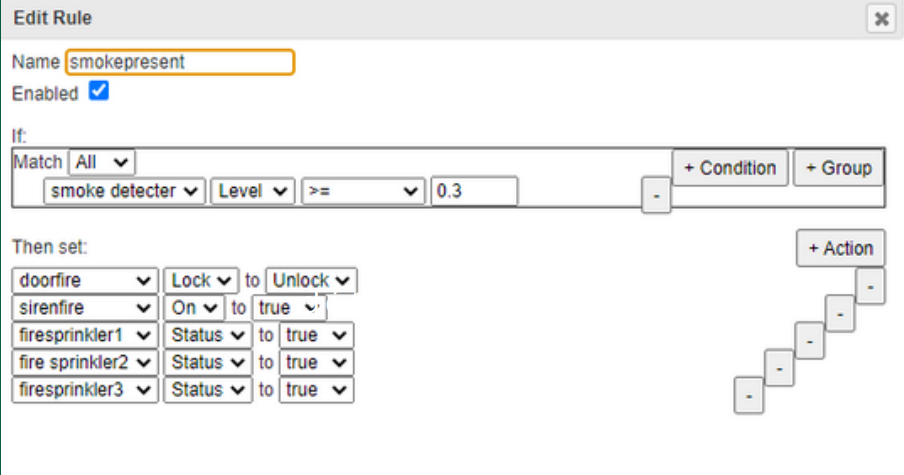 Edit Rule
Name smokepresent
Enabled
If:
Match All + Condition + Group
smoke detecter Level >= 0.3 -
Then set: + Action
doorfire Lock to Unlock -
sirenfire On to true -
firesprinkler1 Status to true -
fire sprinkler2 Status to true -
firesprinkler3 Status to true -